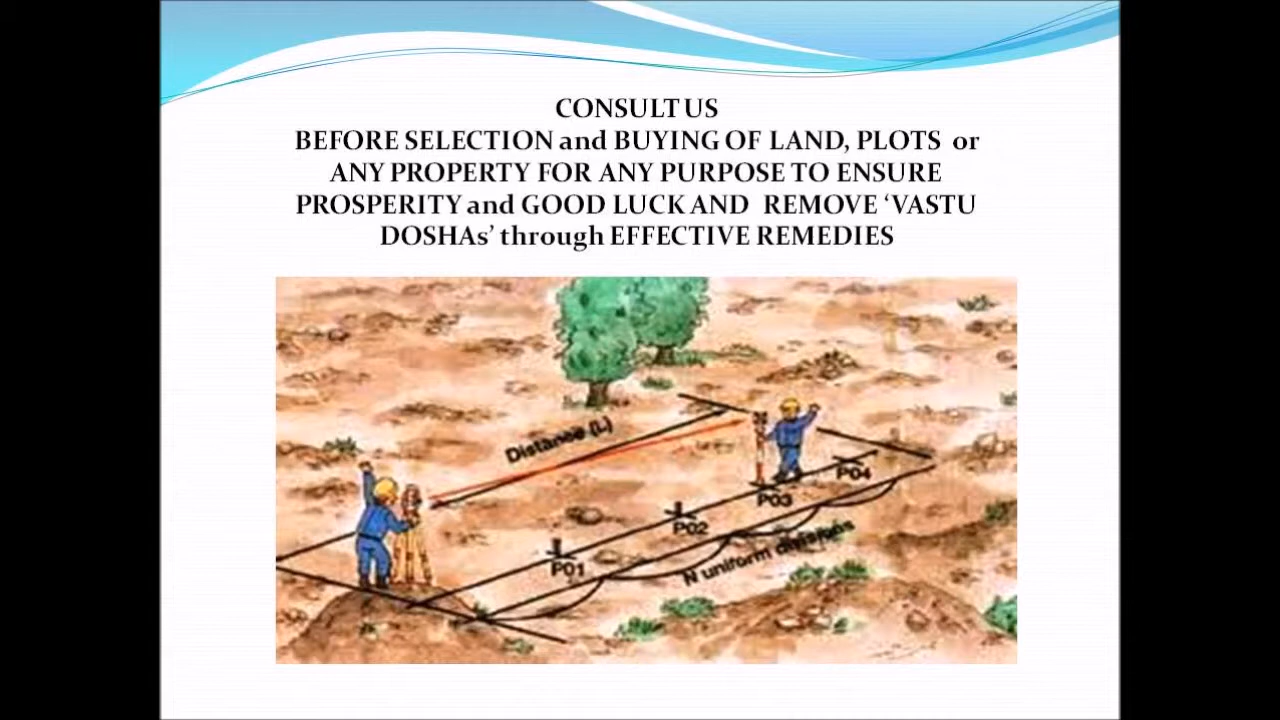 CONSULT US
BEFORE SELECTION and BUYING OF LAND, PLOTS or
ANY PROPERTY FOR ANY PURPOSE TO ENSURE
PROSPERITY and GOOD LUCK AND REMOVE ‘VASTU
DOSHAs’ through EFFECTIVE REMEDIES
Distance (L)
P04
P03
P02
P01
N uniform divisions